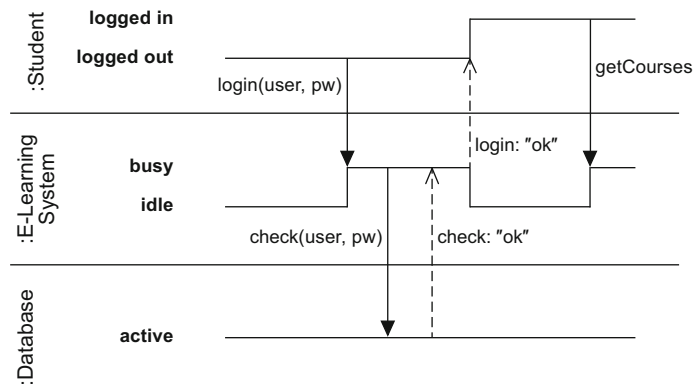 :Student
logged in
logged out
login(user, pw)
getCourses
:E-Learning
System
busy
idle
login: "ok"
check(user, pw)
check: "ok"
:Database
active